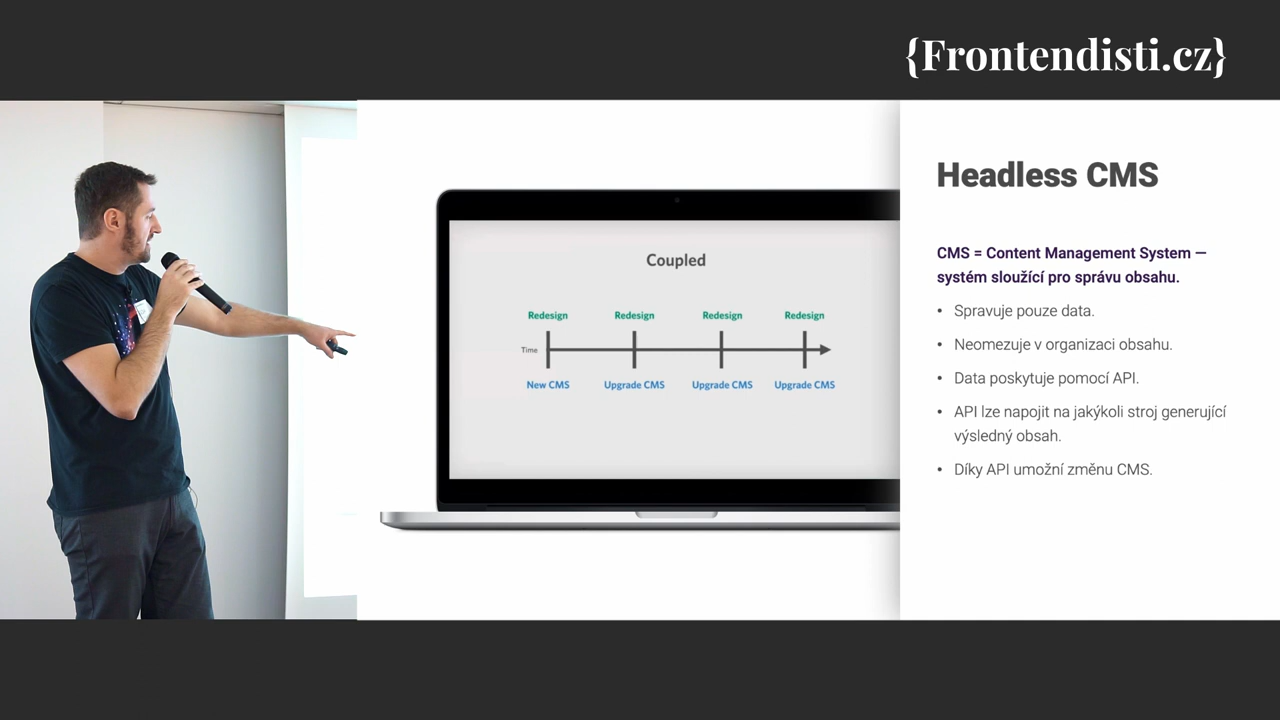 {Frontendisti.cz}
Coupled
Redesign Redesign Redesign Redesign
Time
New CMS Upgrade CMS Upgrade CMS Upgrade CMS
Headless CMS
CMS = Content Management System —
systém sloužící pro správu obsahu.
• Spravuje pouze data.
• Neomezuje v organizaci obsahu.
• Data poskytuje pomocí API.
• API lze napojit na jakýkoli stroj generující
výsledný obsah.
• Díky API umožní změnu CMS.